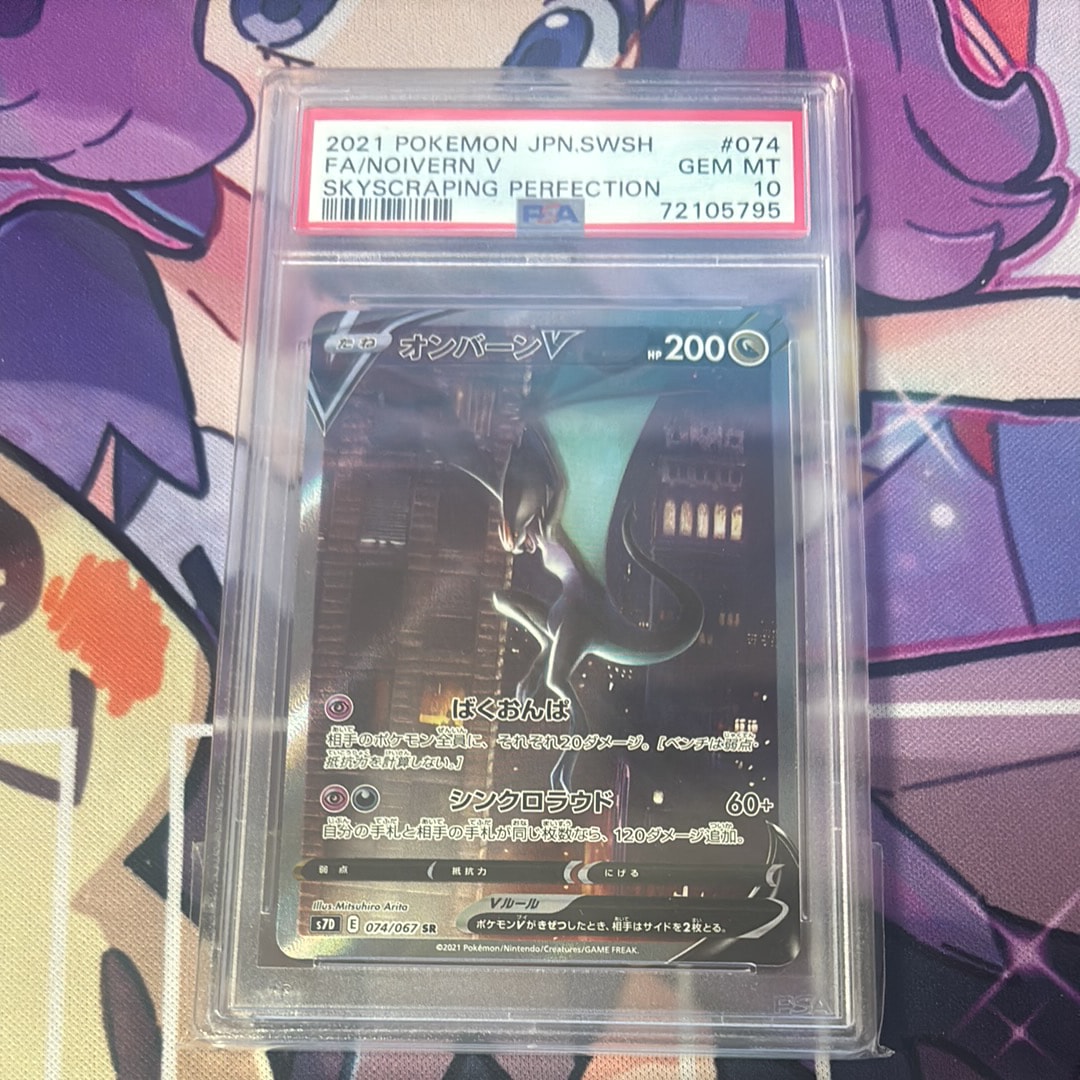 2021 POKEMON JPN.SWSH #074
FA/NOIVERN V GEM MT
SKYSCRAPING PERFECTION 10
PSA 72105795
たね オンバーンV HP 200
ばくおんぱ
相手のポケモン全員に、それぞれ20ダメージ。[ベンチは弱点・
抵抗力を計算しない。]
シンクロラウド 60+
自分の手札と相手の手札が同じ枚数なら、120ダメージ追加。
弱点 抵抗力 にげる
Illus. Mitsuhiro Arita
Vルール
ポケモンVがきぜつしたとき、相手はサイドを2枚とる。
s7D E 074/067 SR
©2021 Pokémon/Nintendo/Creatures/GAME FREAK.
PSA